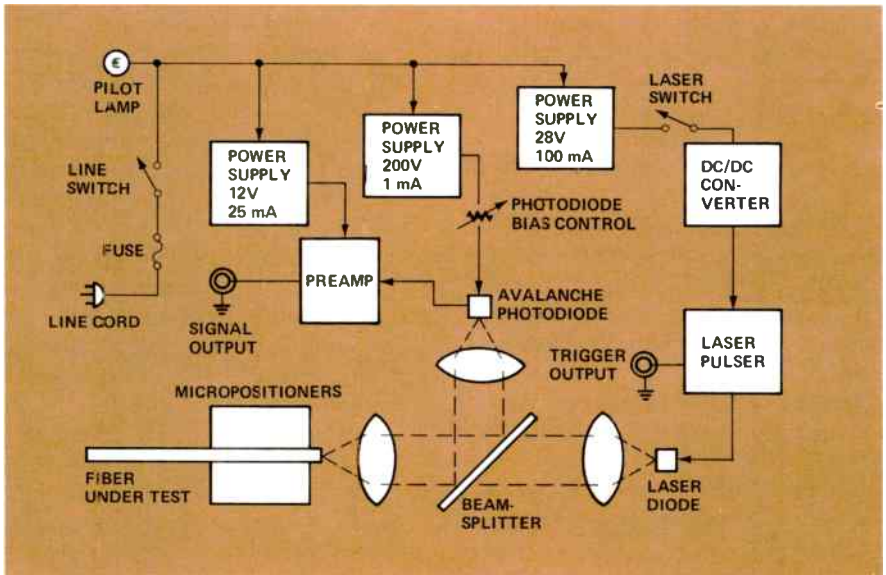 PILOT
LAMP
LINE
SWITCH
FUSE
LINE CORD
POWER
SUPPLY
12V
25 mA
POWER
SUPPLY
200V
1 mA
POWER
SUPPLY
28V
100 mA
LASER
SWITCH
DC/DC
CON-
VERTER
PHOTODIODE
BIAS CONTROL
PREAMP
SIGNAL
OUTPUT
AVALANCHE
PHOTODIODE
TRIGGER
OUTPUT
LASER
PULSER
MICROPOSITIONERS
FIBER
UNDER TEST
BEAM-
SPLITTER
LASER
DIODE